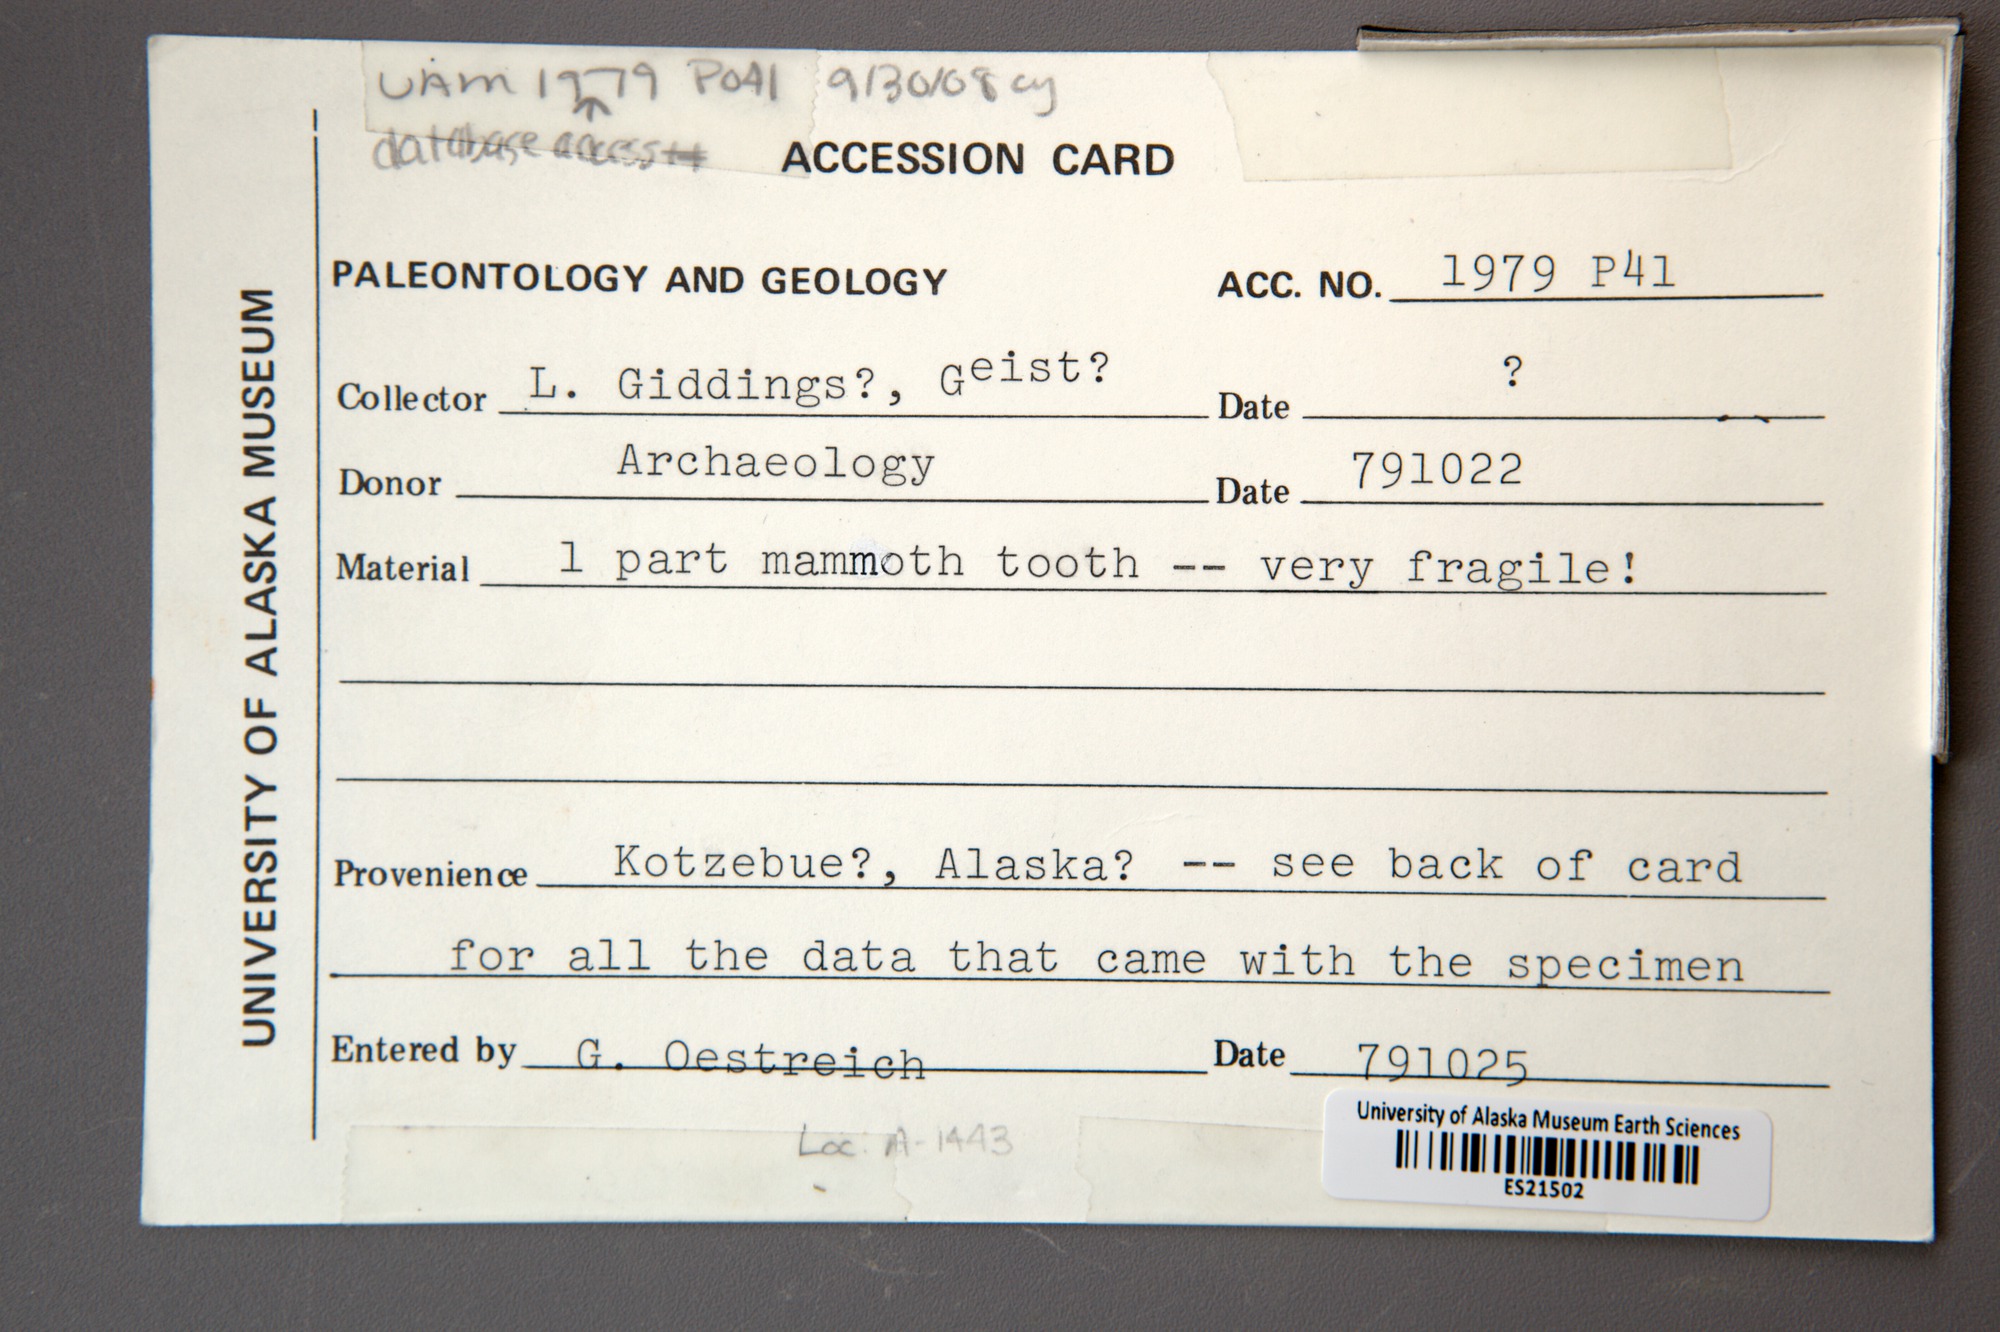 UAM 1979 P041 9/30/08 cy
database access #
ACCESSION CARD
UNIVERSITY OF ALASKA MUSEUM
PALEONTOLOGY AND GEOLOGY ACC. NO. 1979 P41
Collector L. Giddings?, Geist? Date ?
Donor Archaeology Date 791022
Material 1 part mammoth tooth -- very fragile!
Provenience Kotzebue?, Alaska? -- see back of card
for all the data that came with the specimen
Entered by G. Oestreich Date 791025
Loc. A-1443
University of Alaska Museum Earth Sciences
ES21502